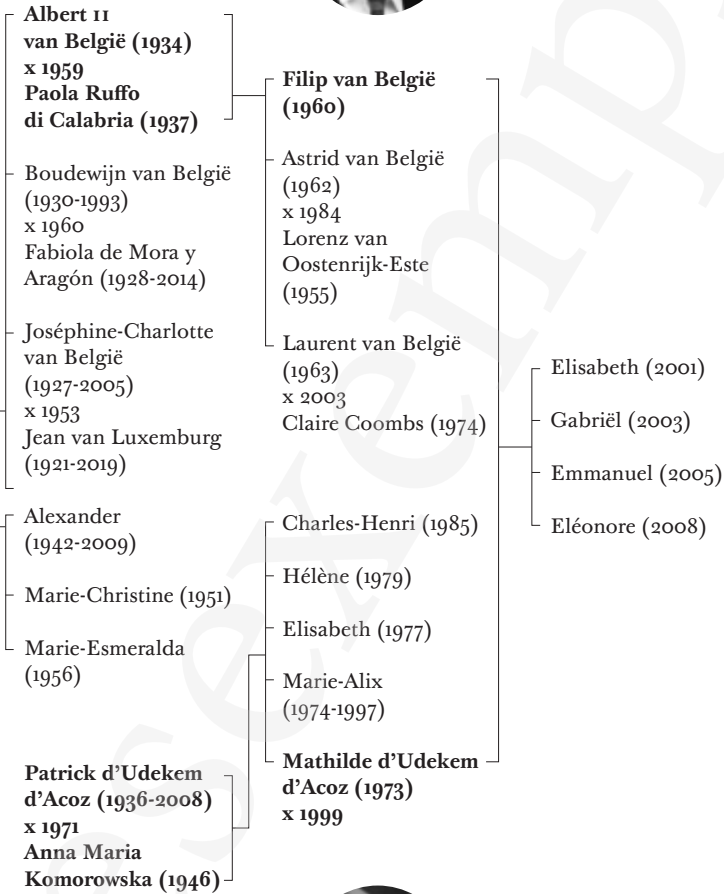 Albert II
van België (1934)
x 1959
Paola Ruffo
di Calabria (1937)
Boudewijn van België
(1930-1993)
x 1960
Fabiola de Mora y
Aragón (1928-2014)
Joséphine-Charlotte
van België
(1927-2005)
x 1953
Jean van Luxemburg
(1921-2019)
Alexander
(1942-2009)
Marie-Christine (1951)
Marie-Esmeralda
(1956)
Patrick d’Udekem
d’Acoz (1936-2008)
x 1971
Anna Maria
Komorowska (1946)
Filip van België
(1960)
Astrid van België
(1962)
x 1984
Lorenz van
Oostenrijk-Este
(1955)
Laurent van België
(1963)
x 2003
Claire Coombs (1974)
Charles-Henri (1985)
Hélène (1979)
Elisabeth (1977)
Marie-Alix
(1974-1997)
Mathilde d’Udekem
d’Acoz (1973)
x 1999
Elisabeth (2001)
Gabriël (2003)
Emmanuel (2005)
Eléonore (2008)